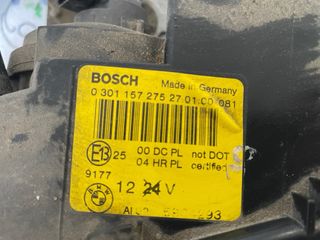 BOSCH Made in Germany
0 301 157 275 27 01.00 081
E13 25 00 DC PL not DOT
04 HR PL certified
9177
BMW 12 24 V